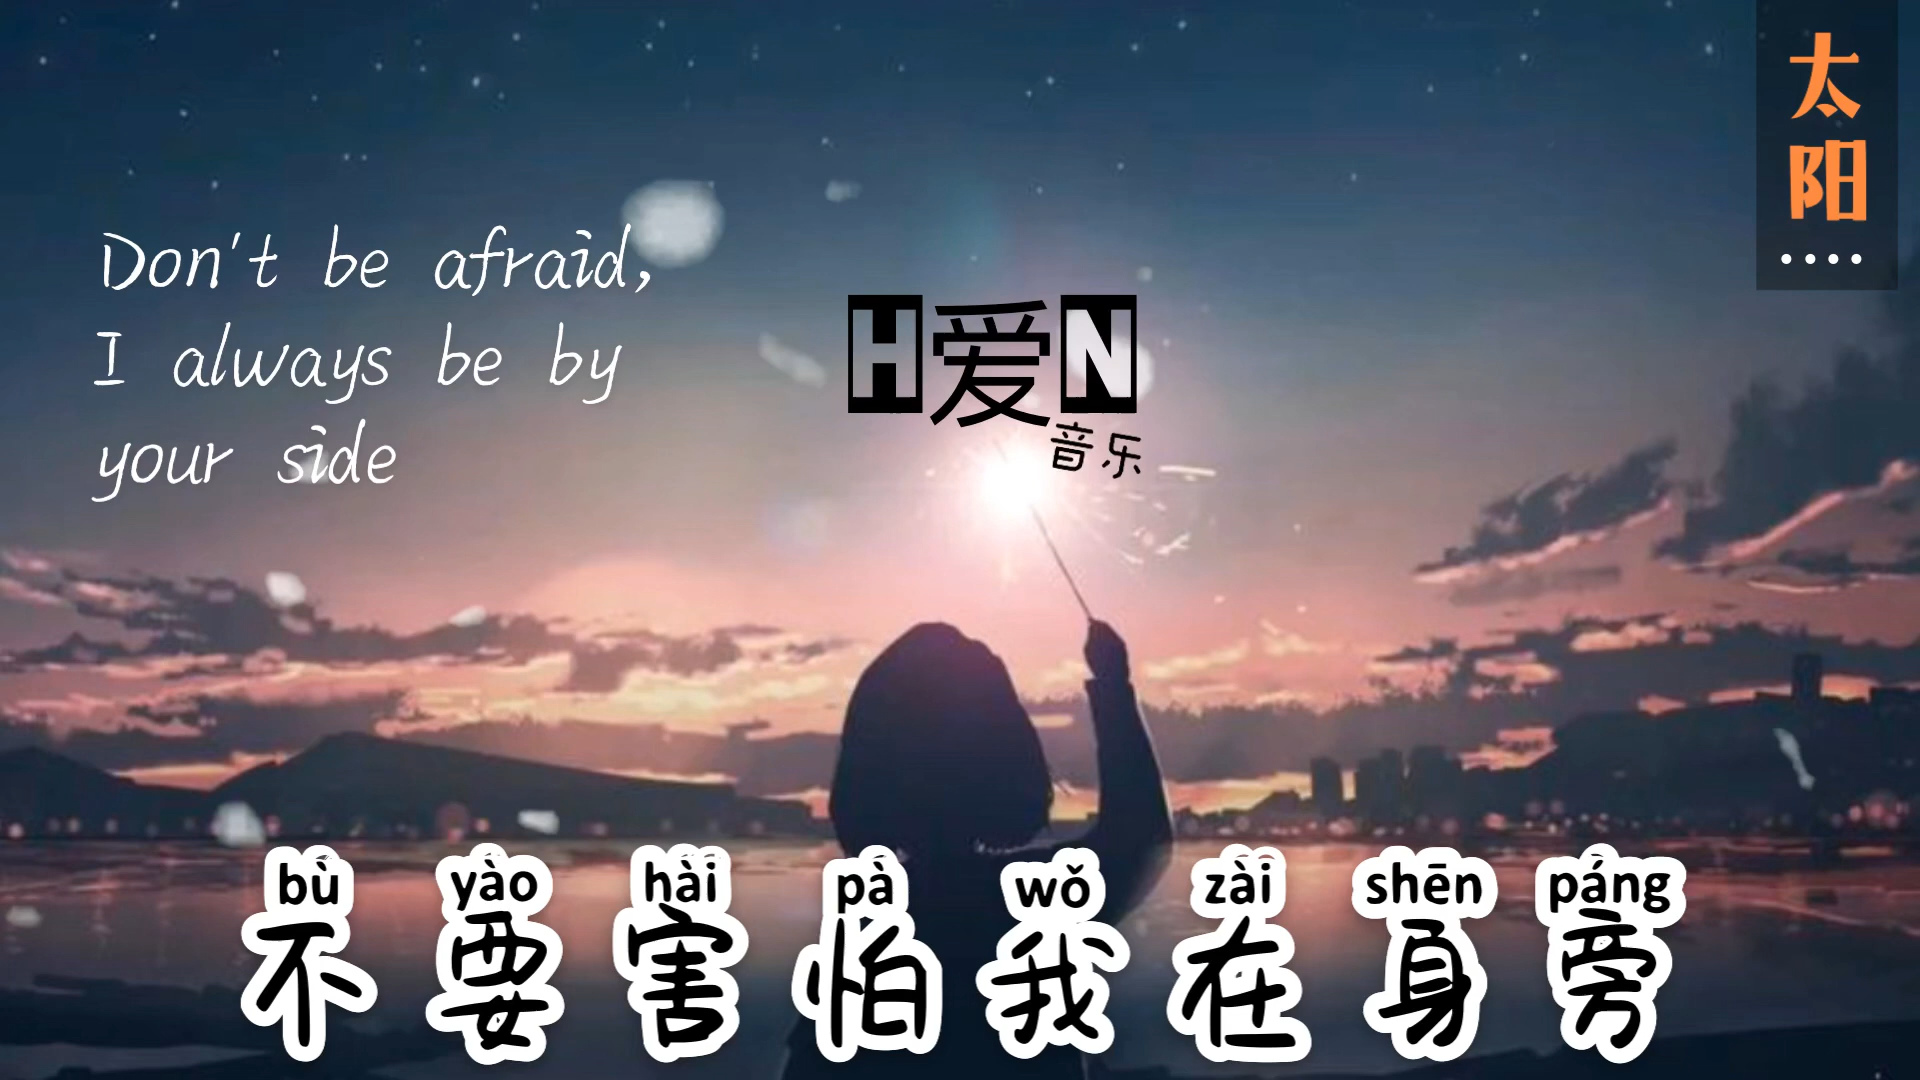 太阳
....
Don't be afraid,
I always be by
your side
H爱N
音乐
bù yào hài pà wǒ zài shēn páng
不要害怕我在身旁